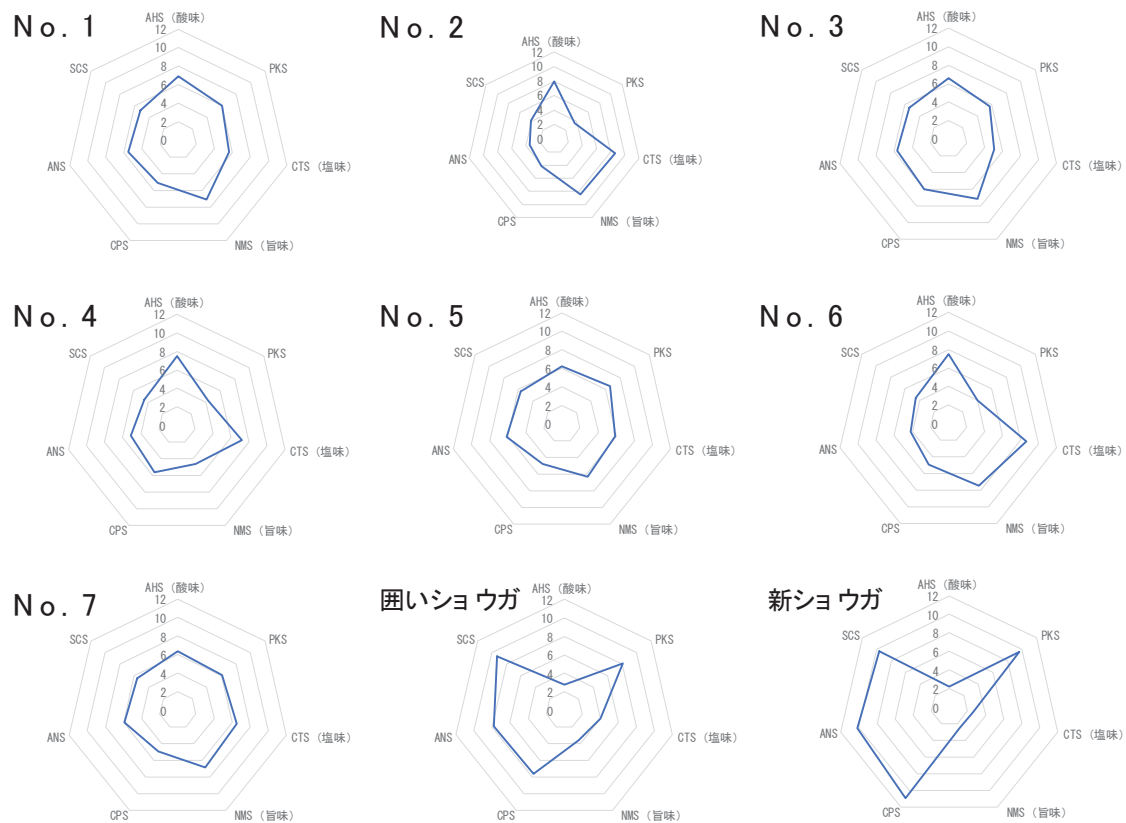 No. 1
AHS (酸味)
12
10
8
6
4
2
0
PKS
CTS (塩味)
NMS (旨味)
CPS
ANS
SCS
No. 2
AHS (酸味)
12
10
8
6
4
2
0
PKS
CTS (塩味)
NMS (旨味)
CPS
ANS
SCS
No. 3
AHS (酸味)
12
10
8
6
4
2
0
PKS
CTS (塩味)
NMS (旨味)
CPS
ANS
SCS
No. 4
AHS (酸味)
12
10
8
6
4
2
0
PKS
CTS (塩味)
NMS (旨味)
CPS
ANS
SCS
No. 5
AHS (酸味)
12
10
8
6
4
2
0
PKS
CTS (塩味)
NMS (旨味)
CPS
ANS
SCS
No. 6
AHS (酸味)
12
10
8
6
4
2
0
PKS
CTS (塩味)
NMS (旨味)
CPS
ANS
SCS
No. 7
AHS (酸味)
12
10
8
6
4
2
0
PKS
CTS (塩味)
NMS (旨味)
CPS
ANS
SCS
囲いショウガ
AHS (酸味)
12
10
8
6
4
2
0
PKS
CTS (塩味)
NMS (旨味)
CPS
ANS
SCS
新ショウガ
AHS (酸味)
12
10
8
6
4
2
0
PKS
CTS (塩味)
NMS (旨味)
CPS
ANS
SCS